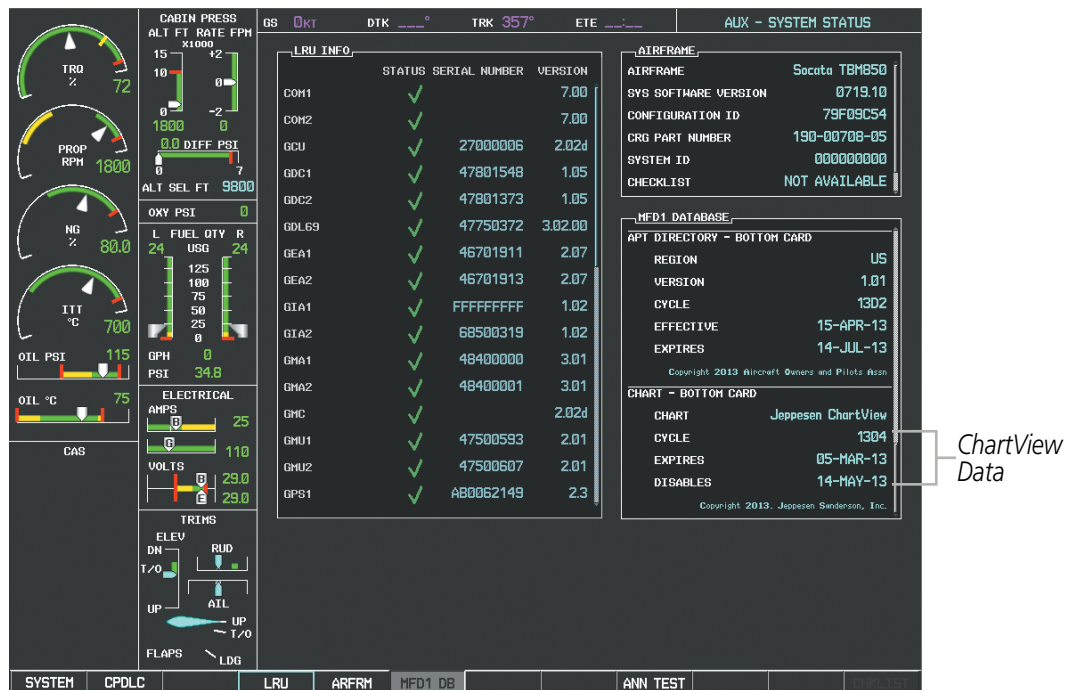 CABIN PRESS
ALT FT RATE FPM
X1000
15 +2
10 0
0 -2
1800 0
0.0 DIFF PSI
0 7
ALT SEL FT 9800
TRQ
%
72
PROP
RPM
1800
NG
%
80.0
ITT
°C
700
OIL PSI 115
OIL °C 75
CAS
OXY PSI 0
L FUEL QTY R
24 USG 24
125
100
75
50
25
0
GPH 0
PSI 34.8
ELECTRICAL
AMPS
B 25
G 110
VOLTS
B 29.0
E 29.0
TRIMS
ELEV
DN RUD
T/O
UP AIL
UP
T/O
FLAPS LDG
GS 0KT DTK ___° TRK 357° ETE __:__ AUX - SYSTEM STATUS
LRU INFO
STATUS SERIAL NUMBER VERSION
COM1 7.00
COM2 7.00
GCU 27000006 2.02d
GDC1 47801548 1.05
GDC2 47801373 1.05
GDL69 47750372 3.02.00
GEA1 46701911 2.07
GEA2 46701913 2.07
GIA1 FFFFFFFFF 1.02
GIA2 68500319 1.02
GMA1 48400000 3.01
GMA2 48400001 3.01
GMC 2.02d
GMU1 47500593 2.01
GMU2 47500607 2.01
GPS1 AB0062149 2.3
AIRFRAME
AIRFRAME Socata TBM850
SYS SOFTWARE VERSION 0719.10
CONFIGURATION ID 79F09C54
CRG PART NUMBER 190-00708-05
SYSTEM ID 000000000
CHECKLIST NOT AVAILABLE
MFD1 DATABASE
APT DIRECTORY - BOTTOM CARD
REGION US
VERSION 1.01
CYCLE 13D2
EFFECTIVE 15-APR-13
EXPIRES 14-JUL-13
Copyright 2013 Aircraft Owners and Pilots Assn
CHART - BOTTOM CARD
CHART Jeppesen ChartView
CYCLE 1304
EXPIRES 05-MAR-13
DISABLES 14-MAY-13
Copyright 2013, Jeppesen Sanderson, Inc.
ChartView
Data
SYSTEM CPDLC LRU ARFRM MFD1 DB ANN TEST CHKLIST